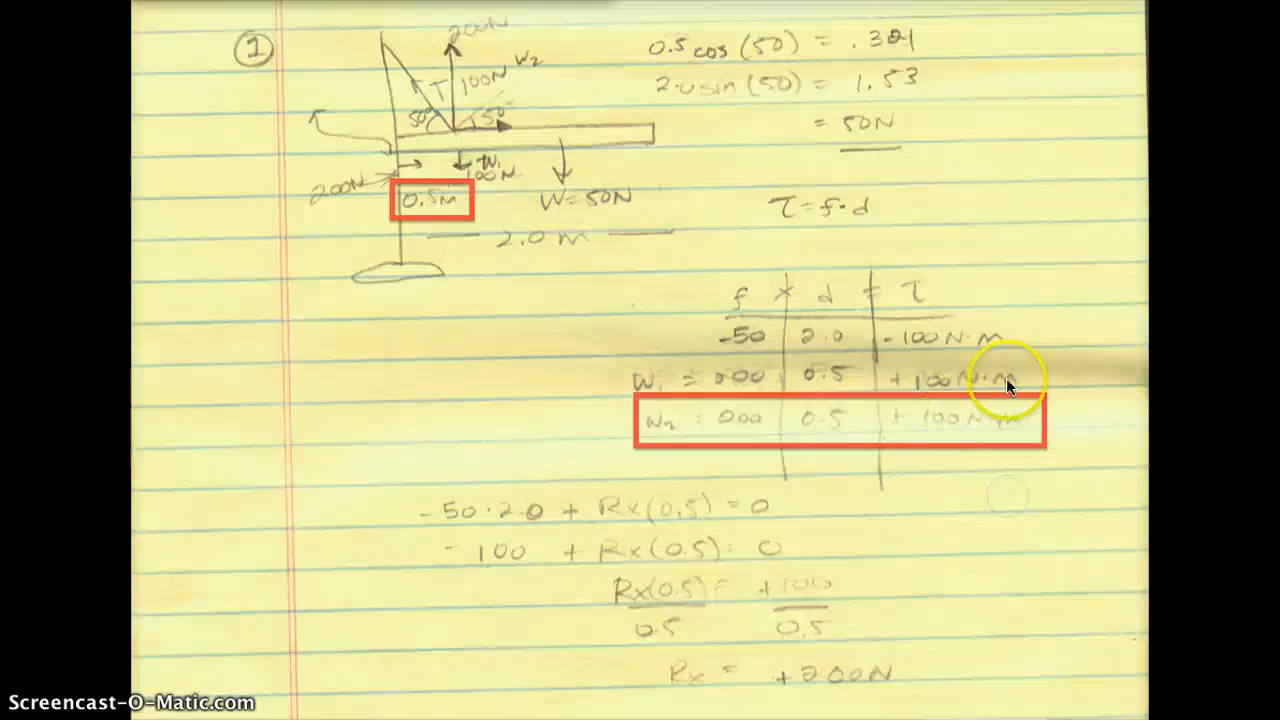 1
200N
100N W2
T
50° 50°
W1
100N
200N
0.5M
W=50N
2.0 M
0.5 cos (50) = .321
2.0 sin (50) = 1.53
= 50N
τ = f·d
f × d = τ
-50 2.0 -100 N·M
W1 = 200 0.5 +100 N·M
W2 = 200 0.5 + 100 N·M
-50·2.0 + Rx(0.5) = 0
-100 + Rx(0.5) = 0
Rx(0.5) = +100
0.5 0.5
Rx = +200N
Screencast-O-Matic.com